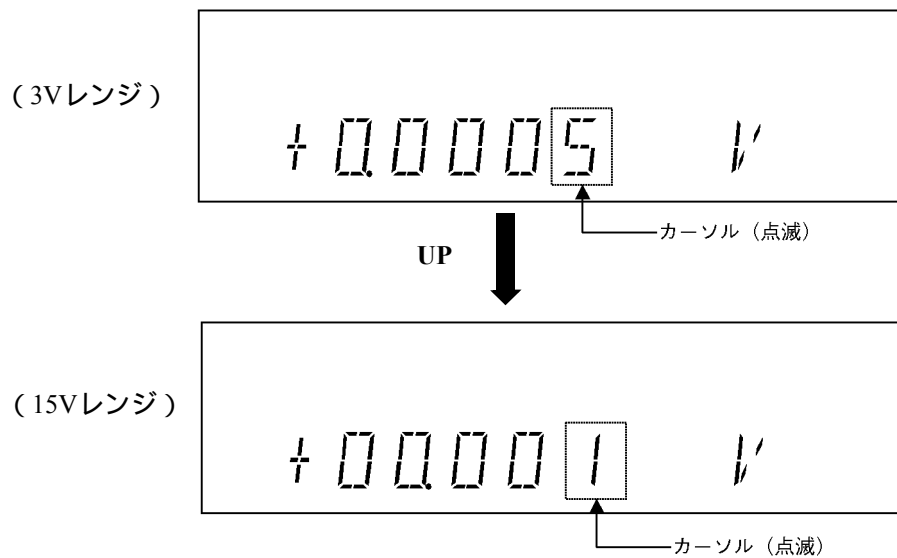 (3Vレンジ)
+0.0005 V
カーソル(点滅)
UP
(15Vレンジ)
+00.001 V
カーソル(点滅)